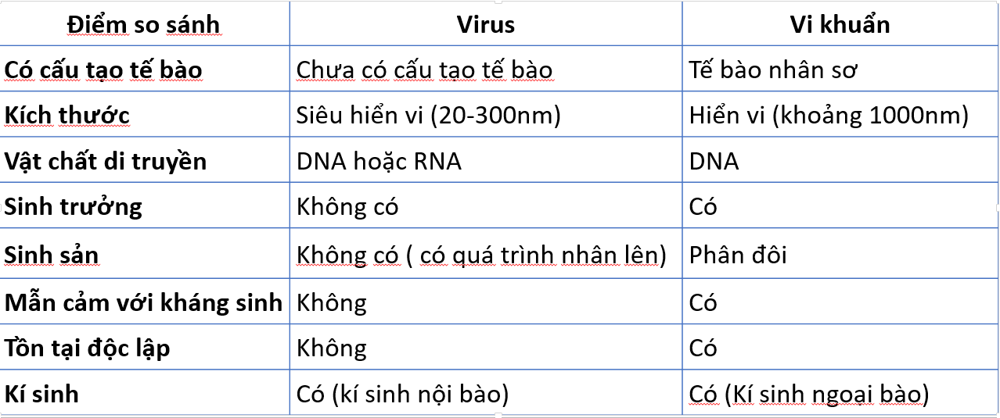 Điểm so sánh Virus Vi khuẩn
Có cấu tạo tế bào Chưa có cấu tạo tế bào Tế bào nhân sơ
Kích thước Siêu hiển vi (20-300nm) Hiển vi (khoảng 1000nm)
Vật chất di truyền DNA hoặc RNA DNA
Sinh trưởng Không có Có
Sinh sản Không có ( có quá trình nhân lên) Phân đôi
Mẫn cảm với kháng sinh Không Có
Tồn tại độc lập Không Có
Kí sinh Có (kí sinh nội bào) Có (Kí sinh ngoại bào)